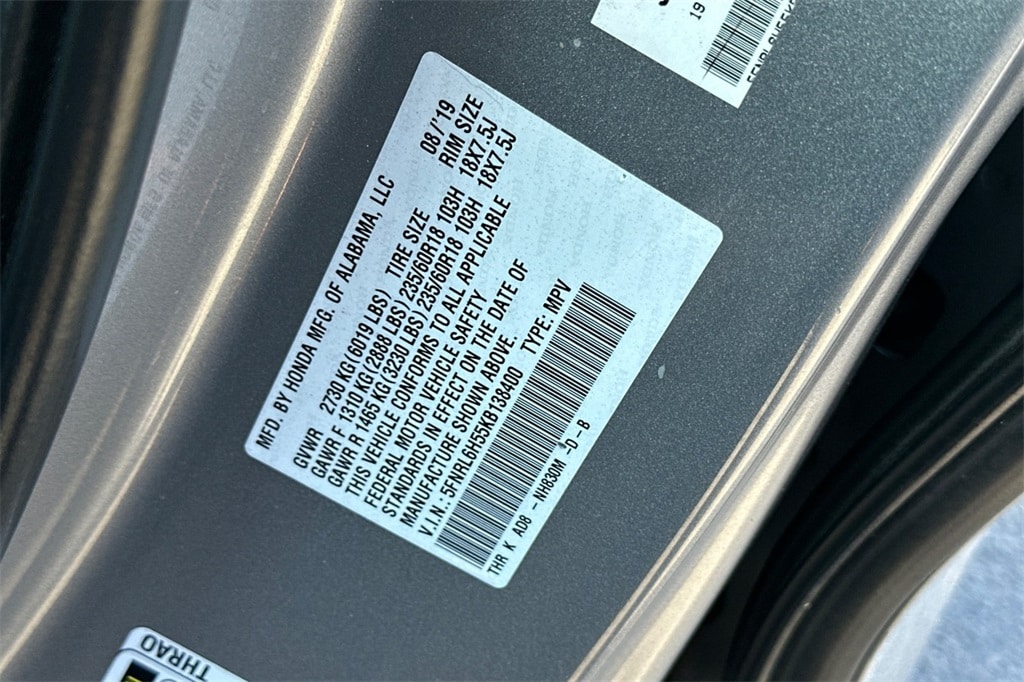 MFD. BY HONDA MFG. OF ALABAMA, LLC 08/'19
GVWR 2730 KG(6019 LBS) TIRE SIZE RIM SIZE
GAWR F 1310 KG(2888 LBS) 235/60R18 103H 18X7.5J
GAWR R 1465 KG(3230 LBS) 235/60R18 103H 18X7.5J
THIS VEHICLE CONFORMS TO ALL APPLICABLE
FEDERAL MOTOR VEHICLE SAFETY
STANDARDS IN EFFECT ON THE DATE OF
MANUFACTURE SHOWN ABOVE.
V.I.N.: 5FNRL6H55KB138400 TYPE: MPV
THR K A08 - NH830M -D - B
19
THRAO